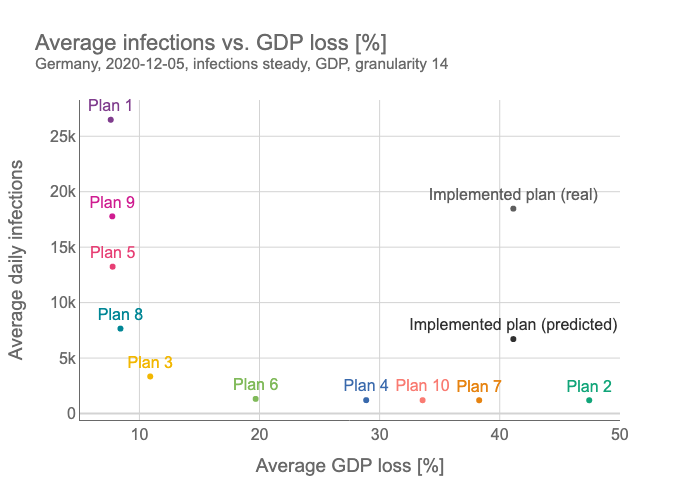 Average infections vs. GDP loss [%]
Germany, 2020-12-05, infections steady, GDP, granularity 14
Plan 1
25k
20k
Plan 9
Implemented plan (real)
15k
Plan 5
10k
Plan 8
Implemented plan (predicted)
5k
Plan 3
Plan 6
Plan 4
Plan 10
Plan 7
Plan 2
0
10
20
30
40
50
Average daily infections
Average GDP loss [%]